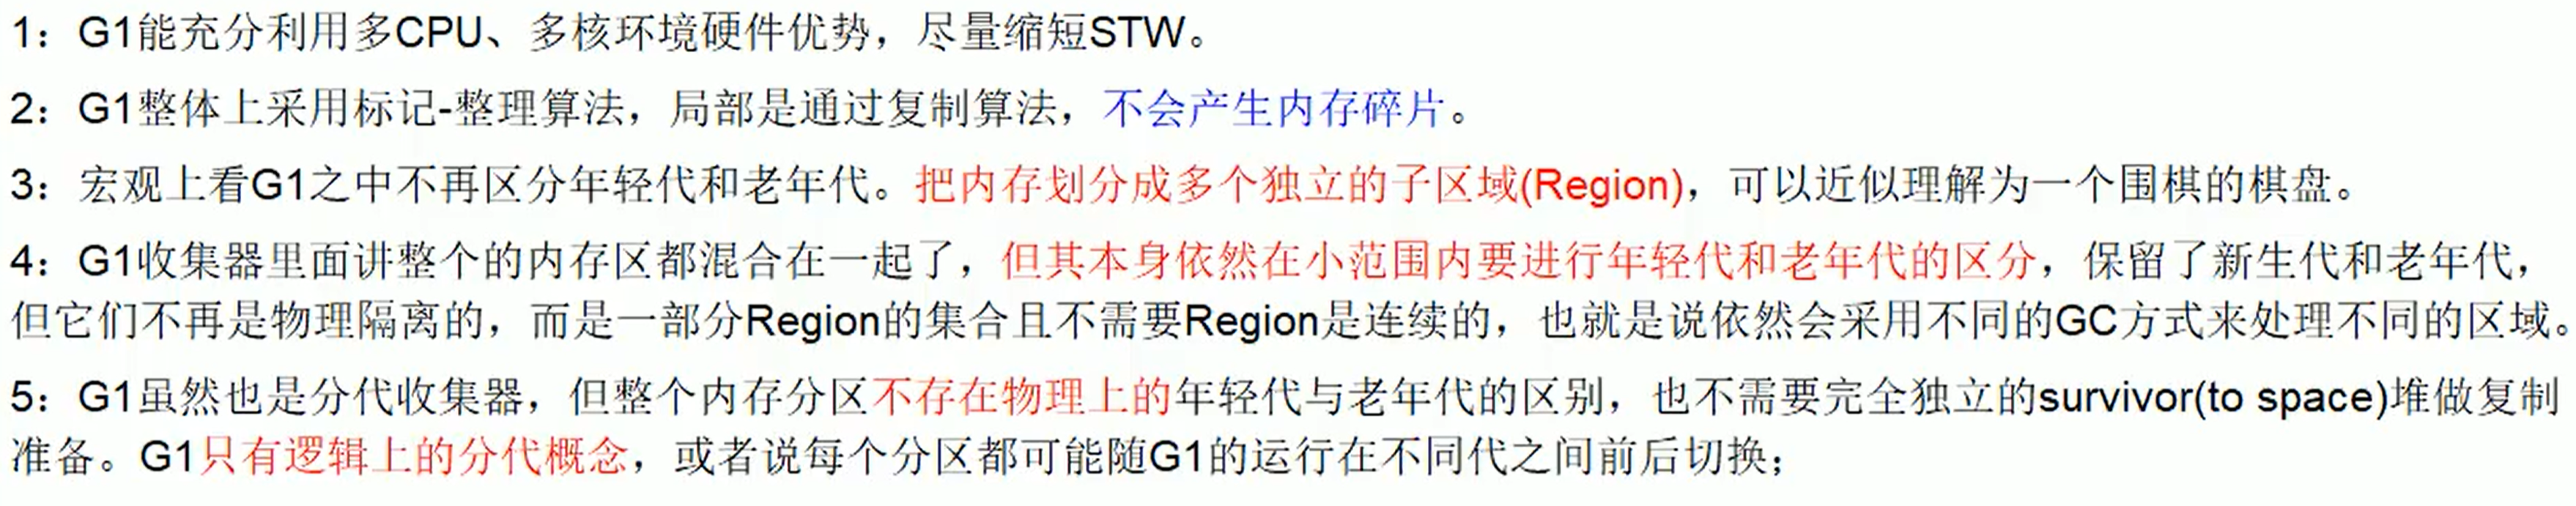 1：G1能充分利用多CPU、多核环境硬件优势，尽量缩短STW。
2：G1整体上采用标记-整理算法，局部是通过复制算法，不会产生内存碎片。
3：宏观上看G1之中不再区分年轻代和老年代。把内存划分成多个独立的子区域(Region)，可以近似理解为一个围棋的棋盘。
4：G1收集器里面讲整个的内存区都混合在一起了，但其本身依然在小范围内要进行年轻代和老年代的区分，保留了新生代和老年代，
但它们不再是物理隔离的，而是一部分Region的集合且不需要Region是连续的，也就是说依然会采用不同的GC方式来处理不同的区域。
5：G1虽然也是分代收集器，但整个内存分区不存在物理上的年轻代与老年代的区别，也不需要完全独立的survivor(to space)堆做复制
准备。G1只有逻辑上的分代概念，或者说每个分区都可能随G1的运行在不同代之间前后切换；